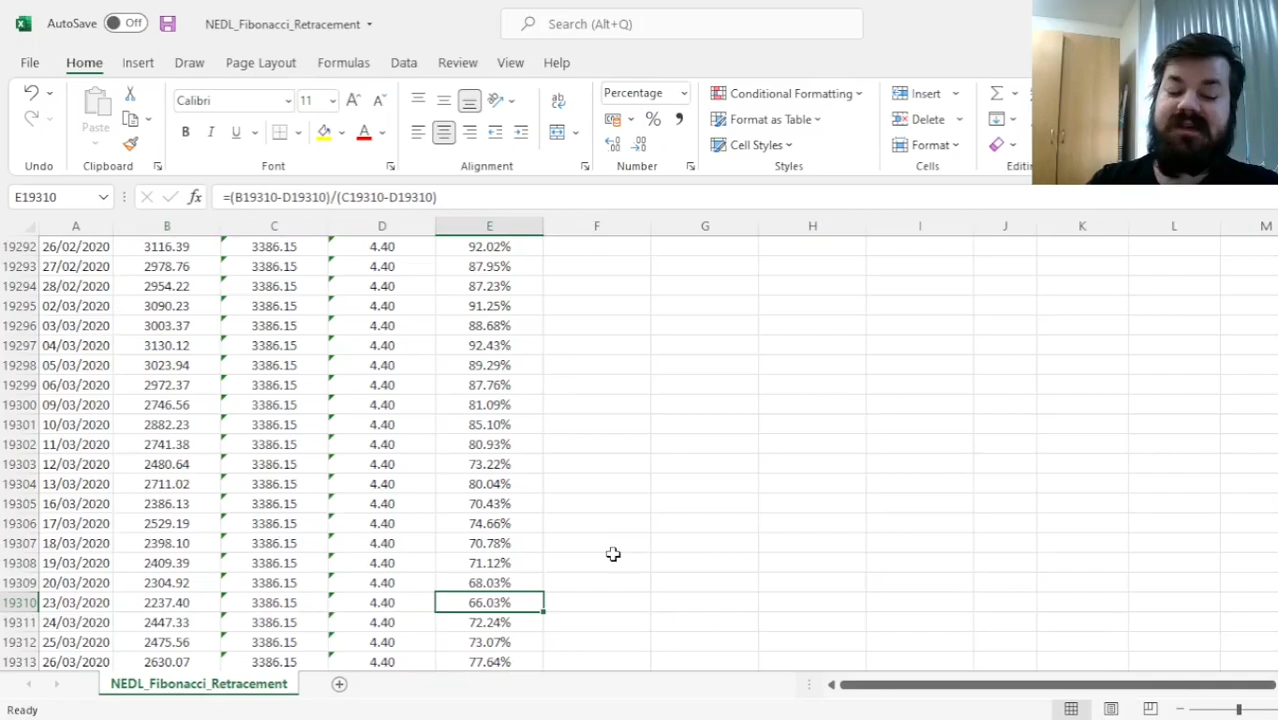 AutoSave Off NEDL_Fibonacci_Retracement Search (Alt+Q)
File Home Insert Draw Page Layout Formulas Data Review View Help
Paste
Calibri 11
ab
Percentage
% ,
B I U A
Conditional Formatting
Format as Table
Cell Styles
Insert
Delete
Format
Undo Clipboard Font Alignment Number Styles Cells Editin
E19310 fx =(B19310-D19310)/(C19310-D19310)
A B C D E F G H I J K L M
19292 26/02/2020 3116.39 3386.15 4.40 92.02%
19293 27/02/2020 2978.76 3386.15 4.40 87.95%
19294 28/02/2020 2954.22 3386.15 4.40 87.23%
19295 02/03/2020 3090.23 3386.15 4.40 91.25%
19296 03/03/2020 3003.37 3386.15 4.40 88.68%
19297 04/03/2020 3130.12 3386.15 4.40 92.43%
19298 05/03/2020 3023.94 3386.15 4.40 89.29%
19299 06/03/2020 2972.37 3386.15 4.40 87.76%
19300 09/03/2020 2746.56 3386.15 4.40 81.09%
19301 10/03/2020 2882.23 3386.15 4.40 85.10%
19302 11/03/2020 2741.38 3386.15 4.40 80.93%
19303 12/03/2020 2480.64 3386.15 4.40 73.22%
19304 13/03/2020 2711.02 3386.15 4.40 80.04%
19305 16/03/2020 2386.13 3386.15 4.40 70.43%
19306 17/03/2020 2529.19 3386.15 4.40 74.66%
19307 18/03/2020 2398.10 3386.15 4.40 70.78%
19308 19/03/2020 2409.39 3386.15 4.40 71.12%
19309 20/03/2020 2304.92 3386.15 4.40 68.03%
19310 23/03/2020 2237.40 3386.15 4.40 66.03%
19311 24/03/2020 2447.33 3386.15 4.40 72.24%
19312 25/03/2020 2475.56 3386.15 4.40 73.07%
19313 26/03/2020 2630.07 3386.15 4.40 77.64%
NEDL_Fibonacci_Retracement
Ready